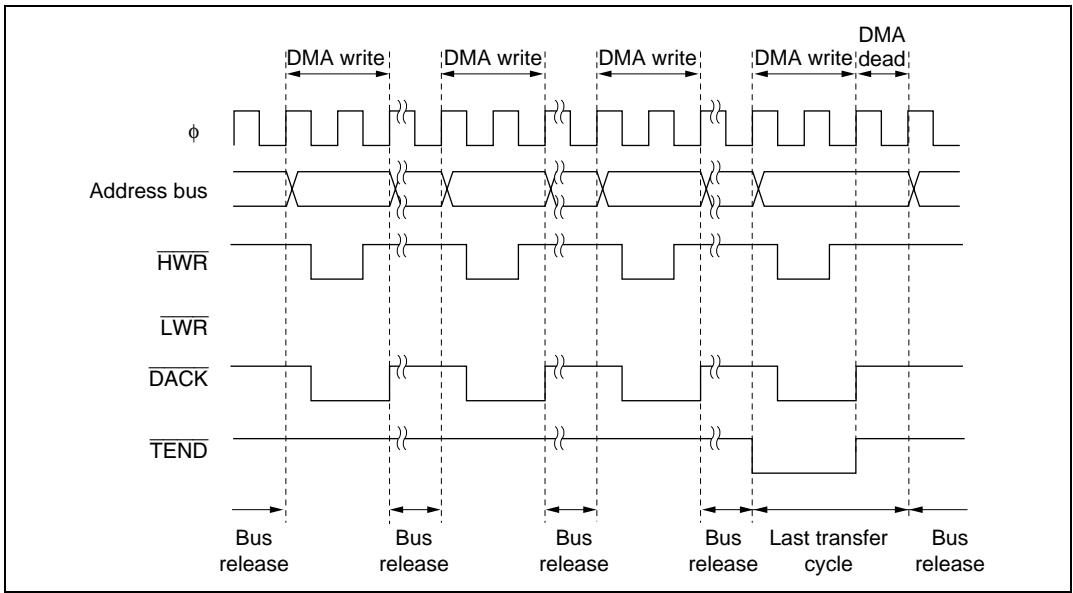 DMA
DMA write DMA write DMA write DMA write dead
φ
Address bus
HWR
LWR
DACK
TEND
Bus Bus Bus Bus Last transfer Bus
release release release release cycle release